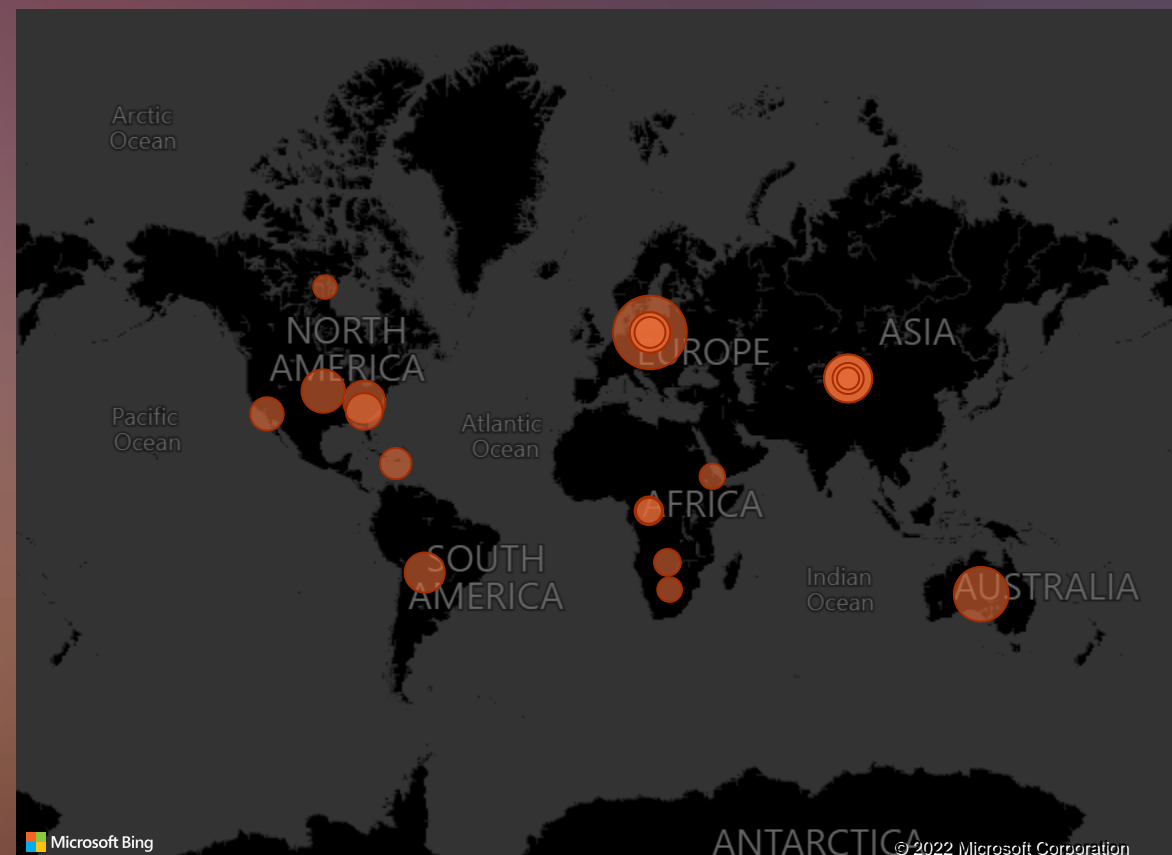 Arctic
Ocean
NORTH
AMERICA
ASIA
EUROPE
Pacific
Ocean
Atlantic
Ocean
AFRICA
SOUTH
AMERICA
Indian
Ocean
AUSTRALIA
ANTARCTICA
Microsoft Bing
© 2022 Microsoft Corporation